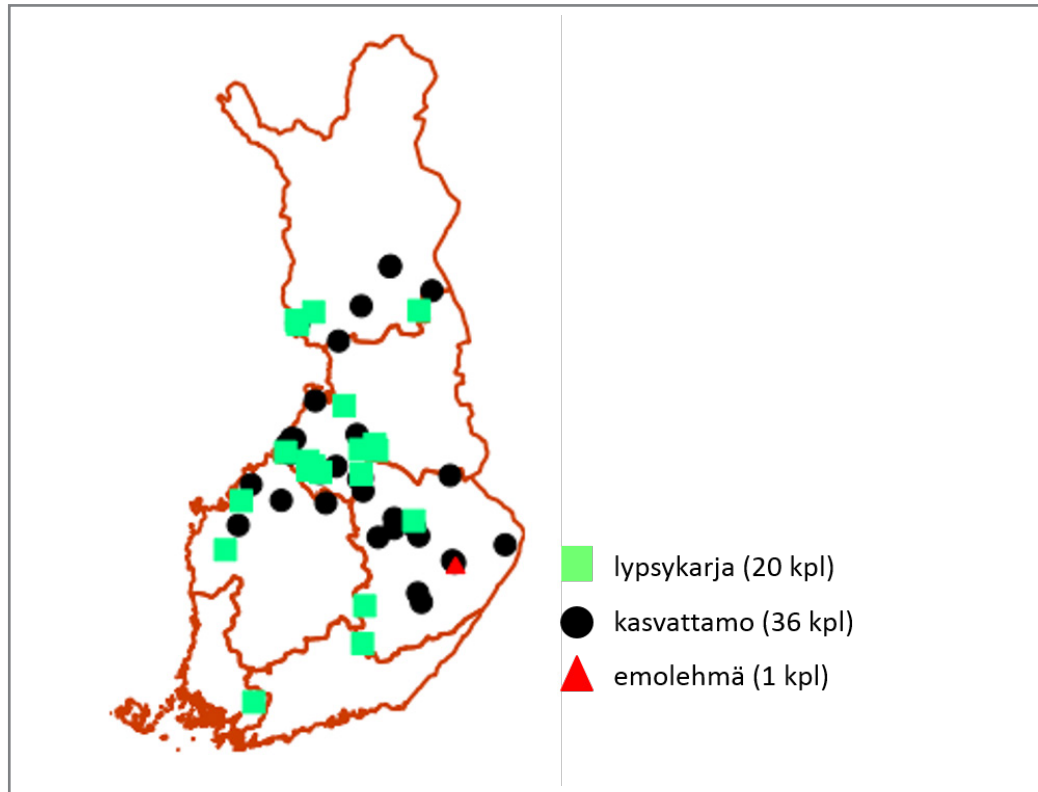 lypsykarja (20 kpl)
kasvattamo (36 kpl)
emolehmä (1 kpl)